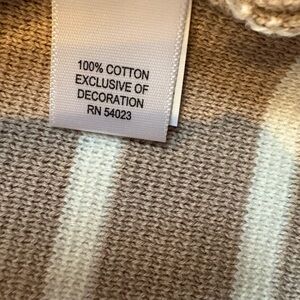 100% COTTON
EXCLUSIVE OF
DECORATION
RN 54023